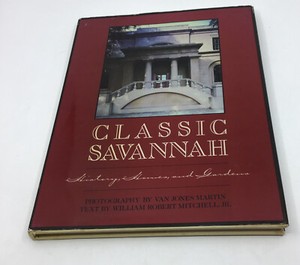 CLASSIC
SAVANNAH
History, Homes, and Gardens
PHOTOGRAPHY BY VAN JONES MARTIN
TEXT BY WILLIAM ROBERT MITCHELL, JR.